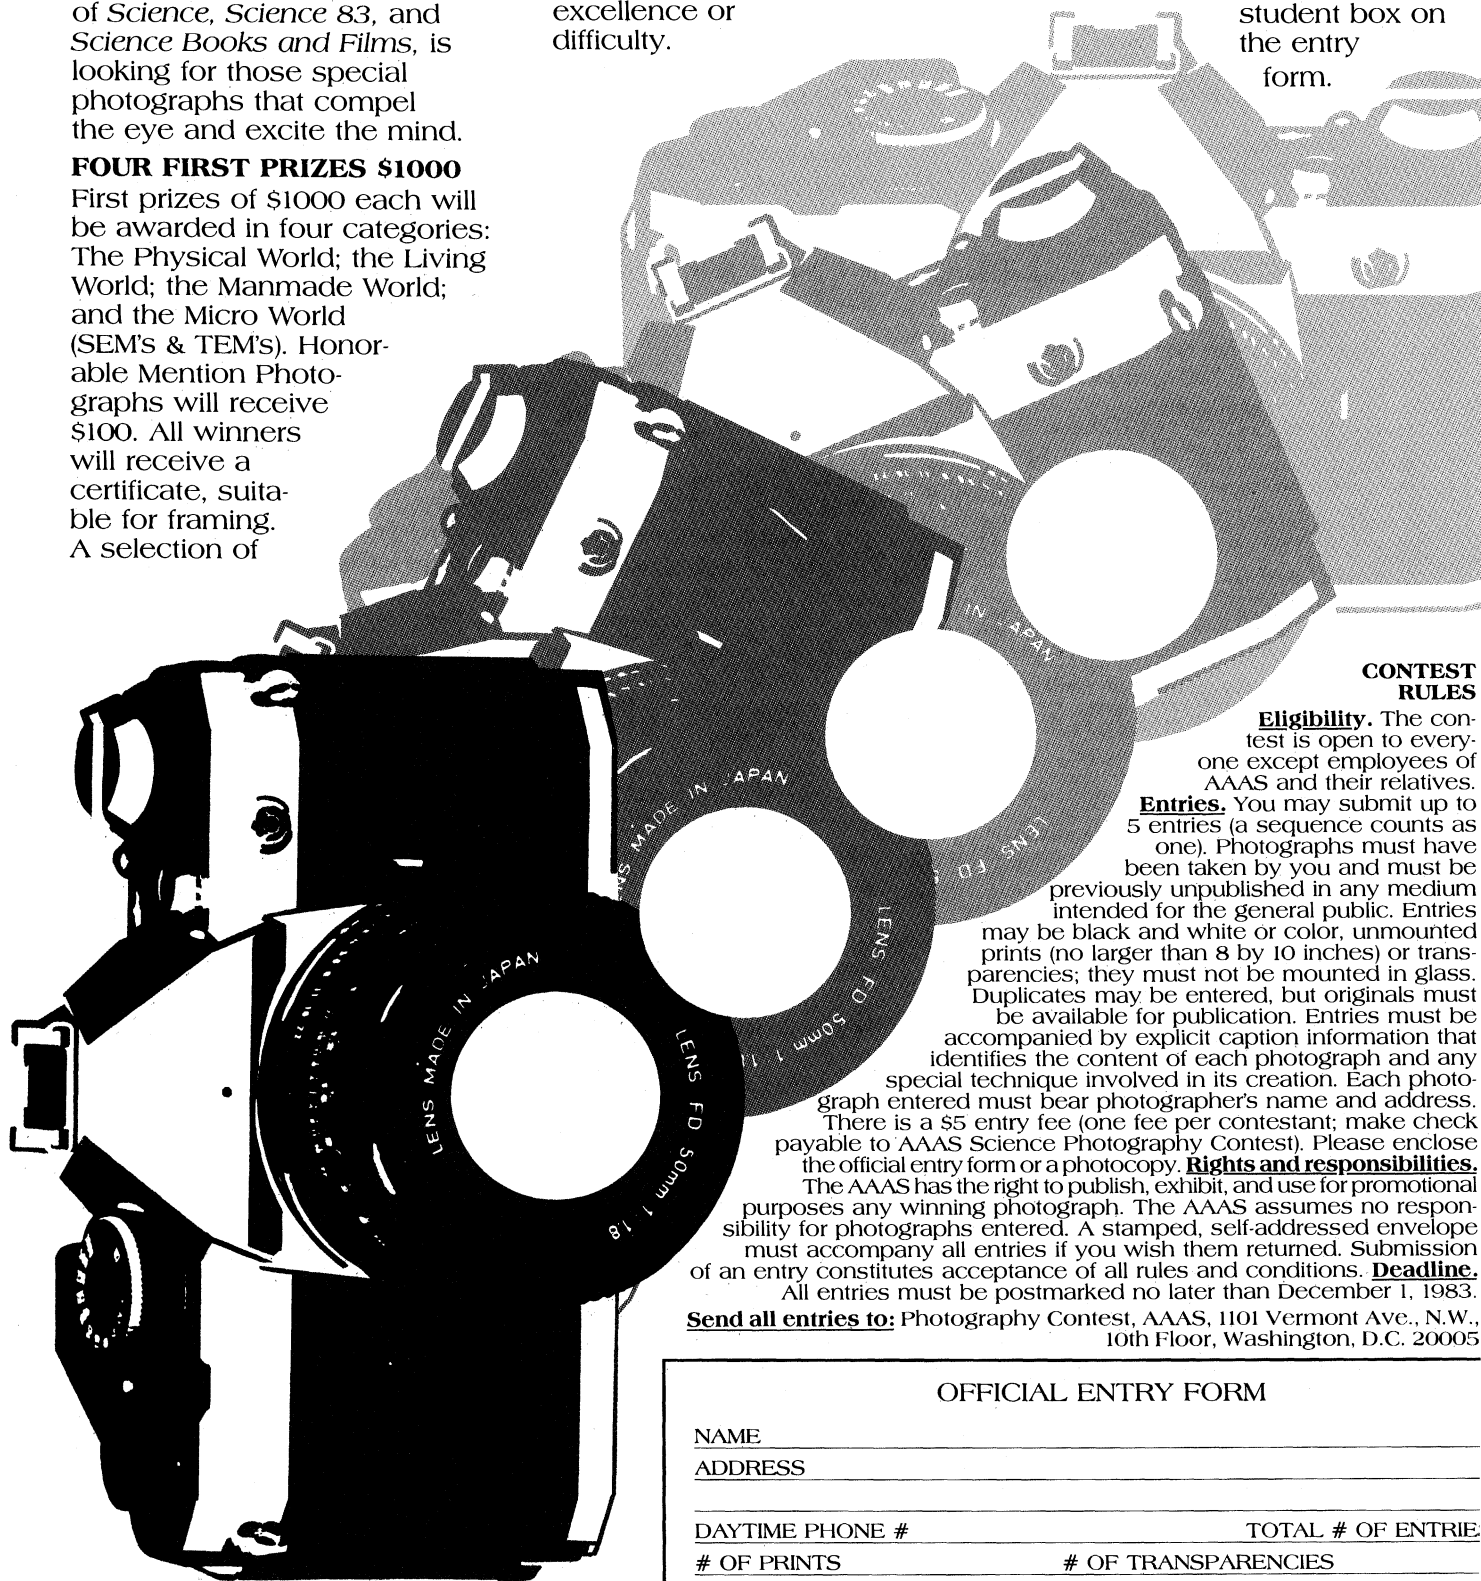 of Science, Science 83, and
Science Books and Films, is
looking for those special
photographs that compel
the eye and excite the mind.
FOUR FIRST PRIZES $1000
First prizes of $1000 each will
be awarded in four categories:
The Physical World; the Living
World; the Manmade World;
and the Micro World
(SEM's & TEM's). Honor-
able Mention Photo-
graphs will receive
$100. All winners
will receive a
certificate, suita-
ble for framing.
A selection of
excellence or
difficulty.
student box on
the entry
form.
IN JAPAN
LENS FD
MADE IN JAPAN
LENS FD 50mm 1
LENS MADE IN JAPAN
LENS FD 50mm 1:1.8
CONTEST
RULES
Eligibility. The con-
test is open to every-
one except employees of
AAAS and their relatives.
Entries. You may submit up to
5 entries (a sequence counts as
one). Photographs must have
been taken by you and must be
previously unpublished in any medium
intended for the general public. Entries
may be black and white or color, unmounted
prints (no larger than 8 by 10 inches) or trans-
parencies; they must not be mounted in glass.
Duplicates may be entered, but originals must
be available for publication. Entries must be
accompanied by explicit caption information that
identifies the content of each photograph and any
special technique involved in its creation. Each photo-
graph entered must bear photographer's name and address.
There is a $5 entry fee (one fee per contestant; make check
payable to AAAS Science Photography Contest). Please enclose
the official entry form or a photocopy. Rights and responsibilities.
The AAAS has the right to publish, exhibit, and use for promotional
purposes any winning photograph. The AAAS assumes no respon-
sibility for photographs entered. A stamped, self-addressed envelope
must accompany all entries if you wish them returned. Submission
of an entry constitutes acceptance of all rules and conditions. Deadline.
All entries must be postmarked no later than December 1, 1983.
Send all entries to: Photography Contest, AAAS, 1101 Vermont Ave., N.W.,
10th Floor, Washington, D.C. 20005
OFFICIAL ENTRY FORM
NAME
ADDRESS
DAYTIME PHONE # TOTAL # OF ENTRIE
# OF PRINTS # OF TRANSPARENCIES